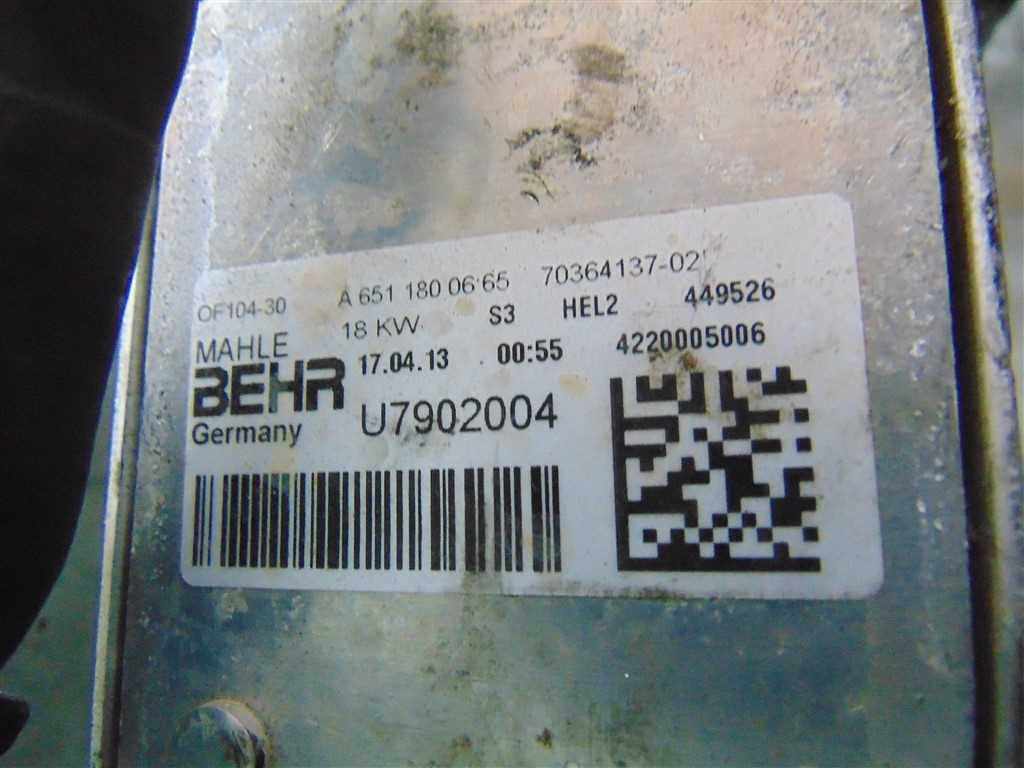 OF104-30 A 651 180 06 65 70364137-02
18 KW S3 HEL2 449526
MAHLE 17.04.13 00:55 4220005006
BEHR U7902004
Germany